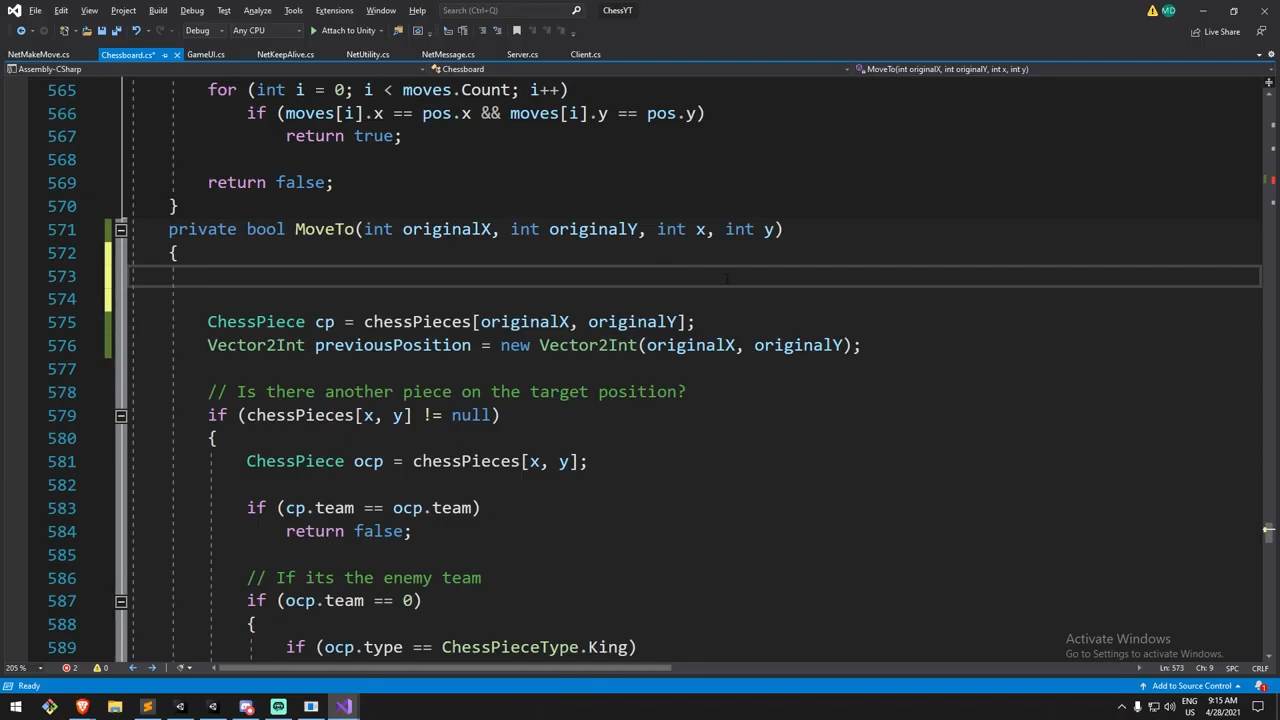 File Edit View Project Build Debug Test Analyze Tools Extensions Window Help Search (Ctrl+Q) ChessYT MD
Debug Any CPU Attach to Unity Live Share
NetMakeMove.cs Chessboard.cs* GameUI.cs NetKeepAlive.cs NetUtility.cs NetMessage.cs Server.cs Client.cs
Assembly-CSharp Chessboard MoveTo(int originalX, int originalY, int x, int y)
565 for (int i = 0; i < moves.Count; i++)
566 if (moves[i].x == pos.x && moves[i].y == pos.y)
567 return true;
568
569 return false;
570 }
571 private bool MoveTo(int originalX, int originalY, int x, int y)
572 {
573
574
575 ChessPiece cp = chessPieces[originalX, originalY];
576 Vector2Int previousPosition = new Vector2Int(originalX, originalY);
577
578 // Is there another piece on the target position?
579 if (chessPieces[x, y] != null)
580 {
581 ChessPiece ocp = chessPieces[x, y];
582
583 if (cp.team == ocp.team)
584 return false;
585
586 // If its the enemy team
587 if (ocp.team == 0)
588 {
589 if (ocp.type == ChessPieceType.King)
Activate Windows
Go to Settings to activate Windows.
205 % 2 0 Ln: 573 Ch: 9 SPC CRLF
Ready Add to Source Control 1
ENG 9:15 AM
US 4/28/2021